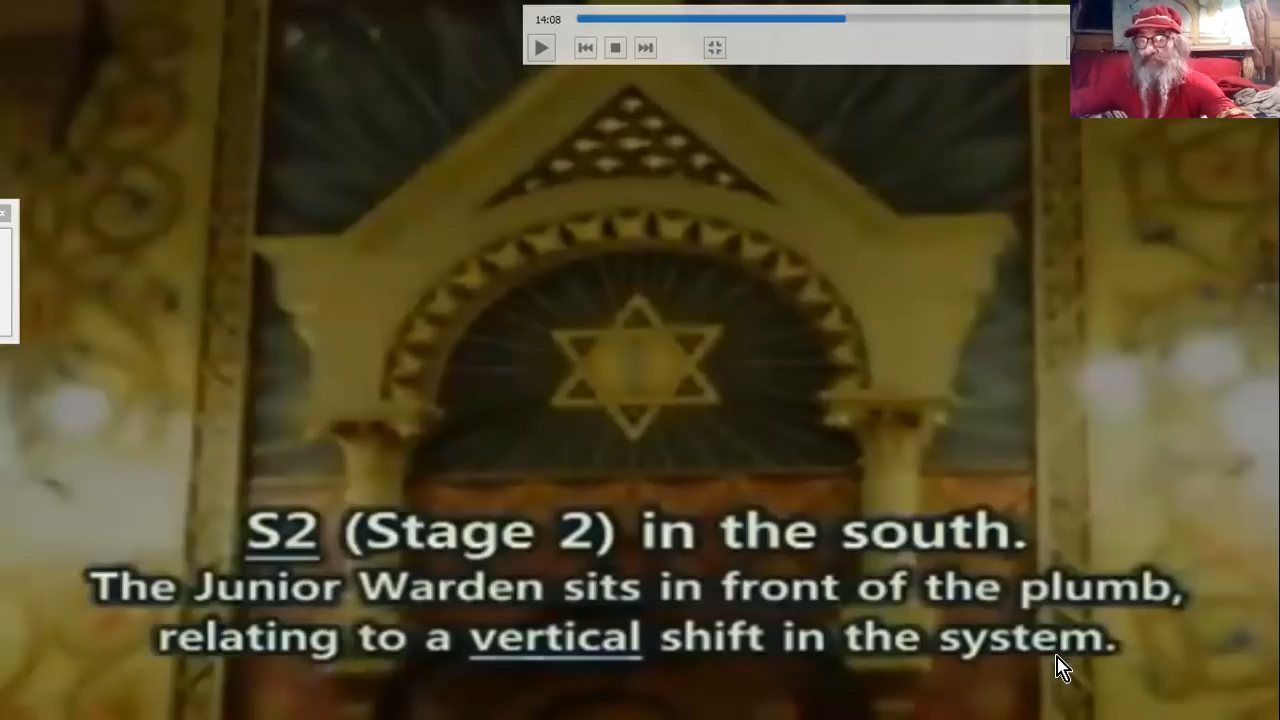 14:08
x
S2 (Stage 2) in the south.
The Junior Warden sits in front of the plumb,
relating to a vertical shift in the system.